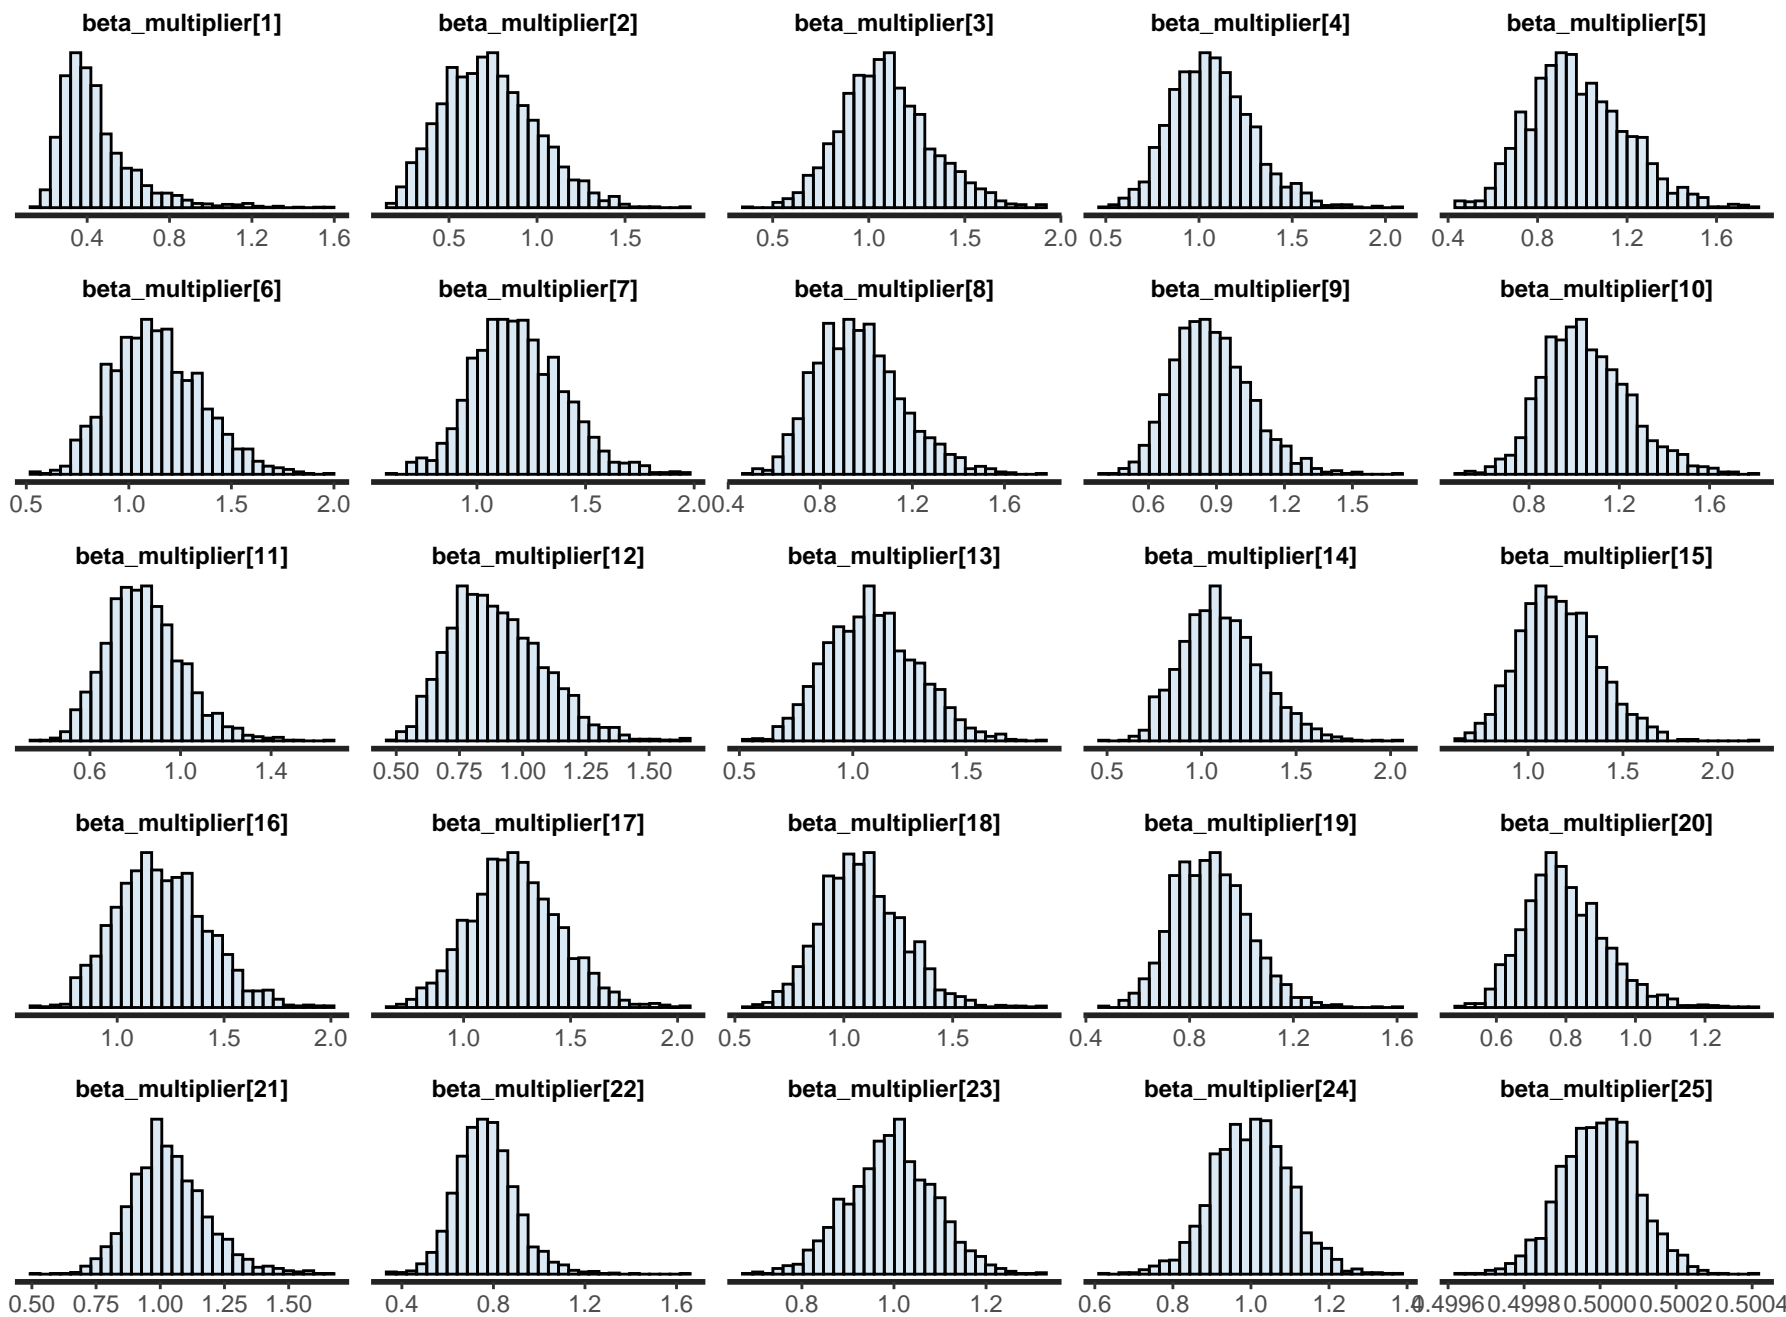 beta_multiplier[1] beta_multiplier[2] beta_multiplier[3] beta_multiplier[4] beta_multiplier[5]
0.4 0.8 1.2 1.6 0.5 1.0 1.5 0.5 1.0 1.5 2.0 0.5 1.0 1.5 2.0 0.4 0.8 1.2 1.6
beta_multiplier[6] beta_multiplier[7] beta_multiplier[8] beta_multiplier[9] beta_multiplier[10]
0.5 1.0 1.5 2.0 1.0 1.5 2.0 0.4 0.8 1.2 1.6 0.6 0.9 1.2 1.5 0.8 1.2 1.6
beta_multiplier[11] beta_multiplier[12] beta_multiplier[13] beta_multiplier[14] beta_multiplier[15]
0.6 1.0 1.4 0.50 0.75 1.00 1.25 1.50 0.5 1.0 1.5 0.5 1.0 1.5 2.0 1.0 1.5 2.0
beta_multiplier[16] beta_multiplier[17] beta_multiplier[18] beta_multiplier[19] beta_multiplier[20]
1.0 1.5 2.0 1.0 1.5 2.0 0.5 1.0 1.5 0.4 0.8 1.2 1.6 0.6 0.8 1.0 1.2
beta_multiplier[21] beta_multiplier[22] beta_multiplier[23] beta_multiplier[24] beta_multiplier[25]
0.50 0.75 1.00 1.25 1.50 0.4 0.8 1.2 1.6 0.8 1.0 1.2 0.6 0.8 1.0 1.2 1.4 0.4996 0.4998 0.5000 0.5002 0.5004